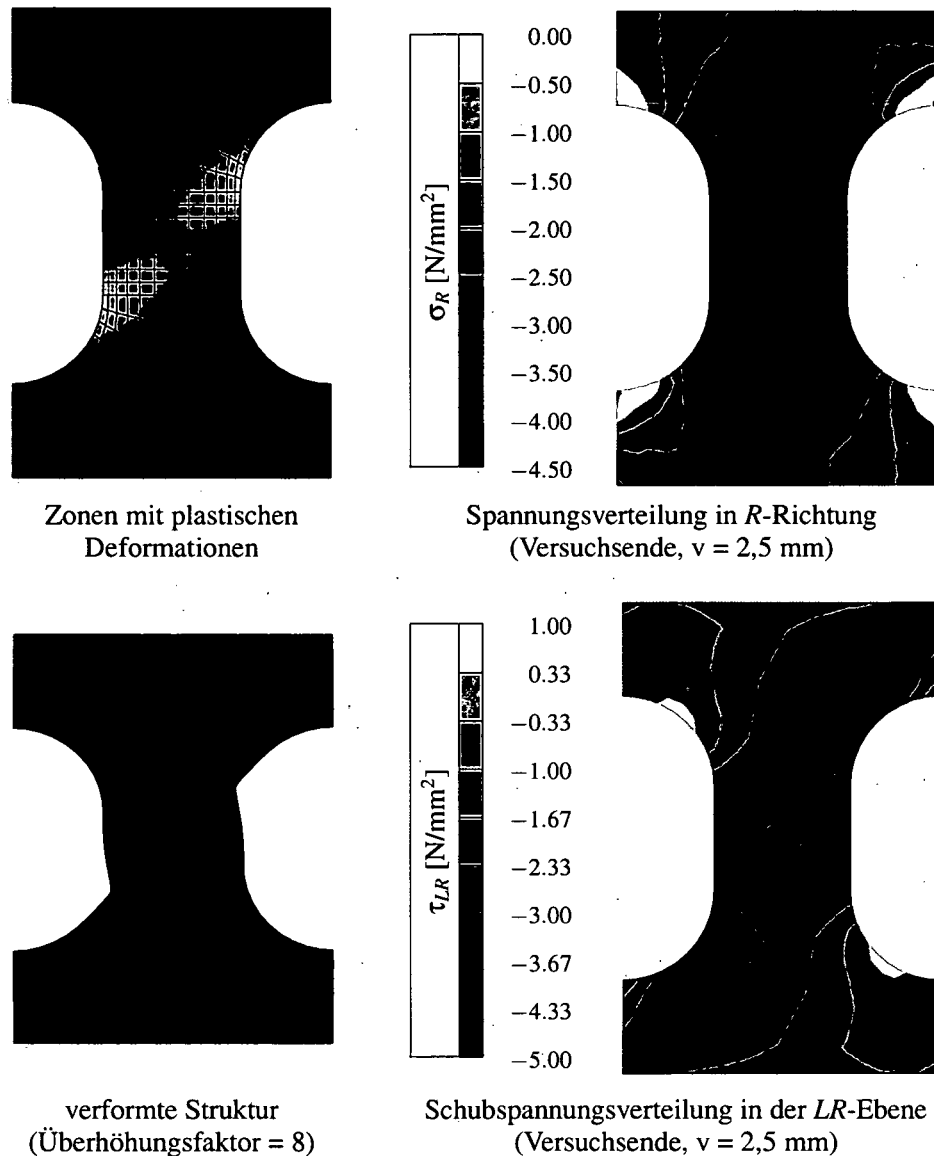 0.00
−0.50
−1.00
−1.50
−2.00
−2.50
−3.00
−3.50
−4.00
−4.50
σR [N/mm²]
Zonen mit plastischen
Deformationen
Spannungsverteilung in R-Richtung
(Versuchsende, v = 2,5 mm)
1.00
0.33
−0.33
−1.00
−1.67
−2.33
−3.00
−3.67
−4.33
−5.00
τLR [N/mm²]
verformte Struktur
(Überhöhungsfaktor = 8)
Schubspannungsverteilung in der LR-Ebene
(Versuchsende, v = 2,5 mm)